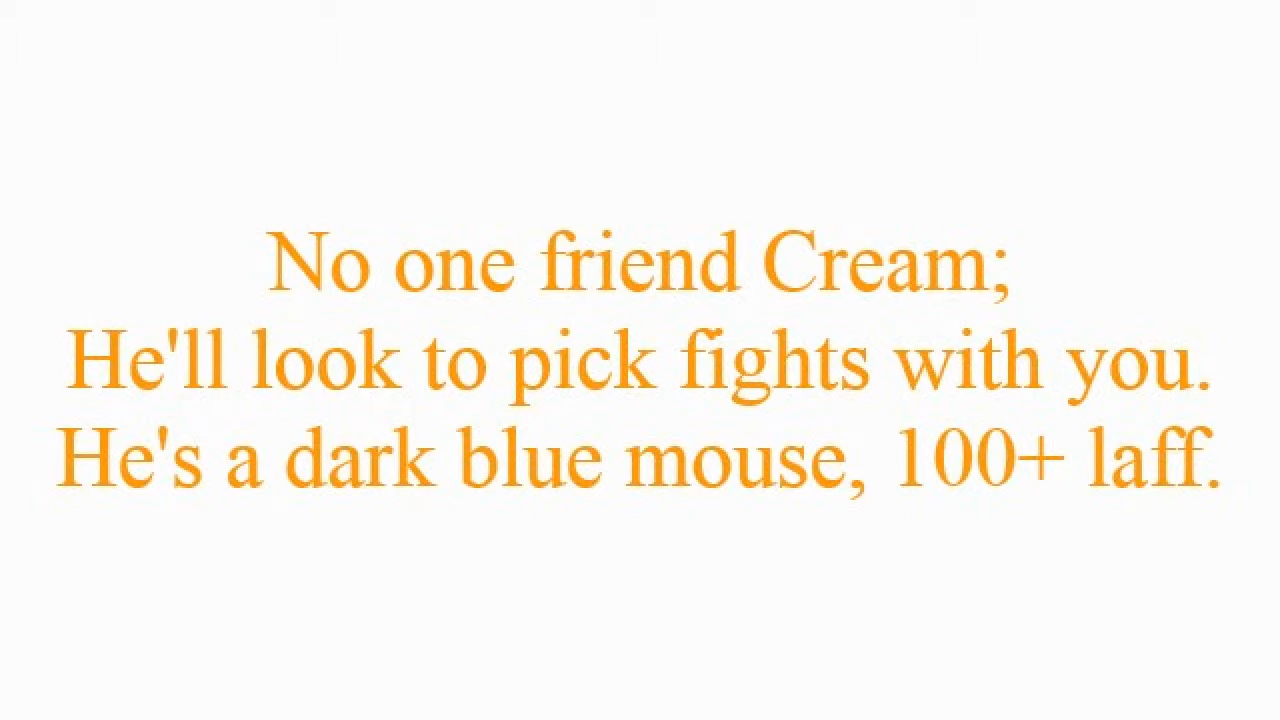 No one friend Cream;
He'll look to pick fights with you.
He's a dark blue mouse, 100+ laff.